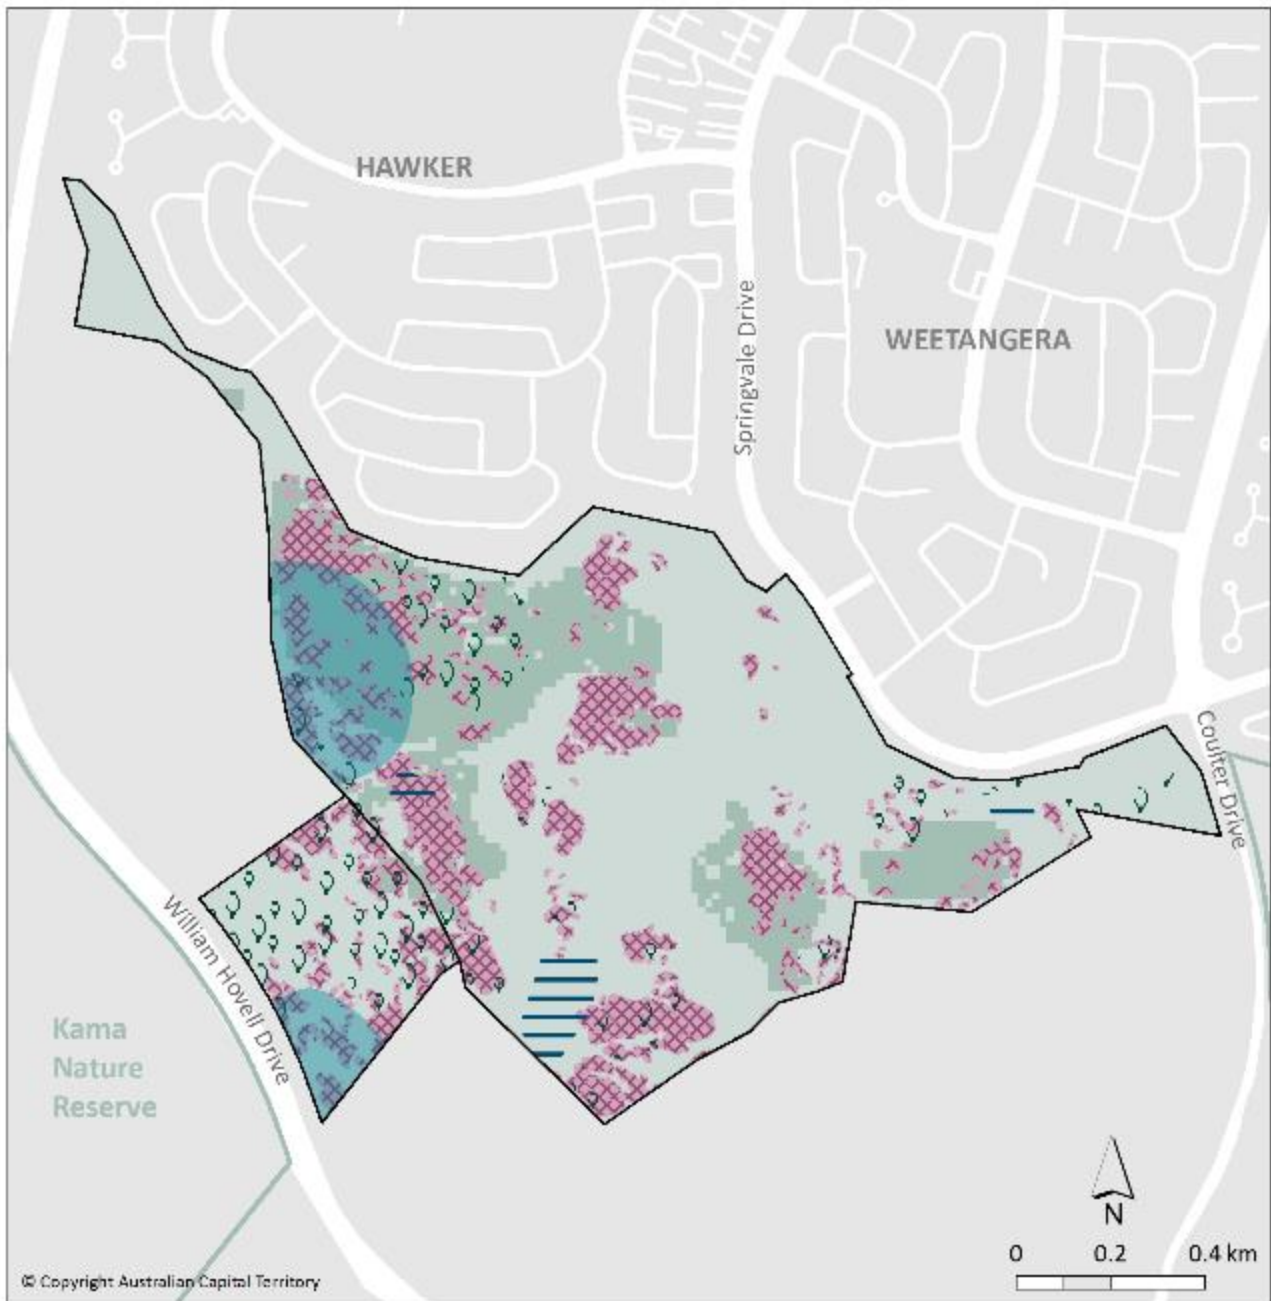 HAWKER
WEETANGERA
Springvale Drive
Coulter Drive
William Hovell Drive
Kama
Nature
Reserve
N
0 0.2 0.4 km
© Copyright Australian Capital Territory